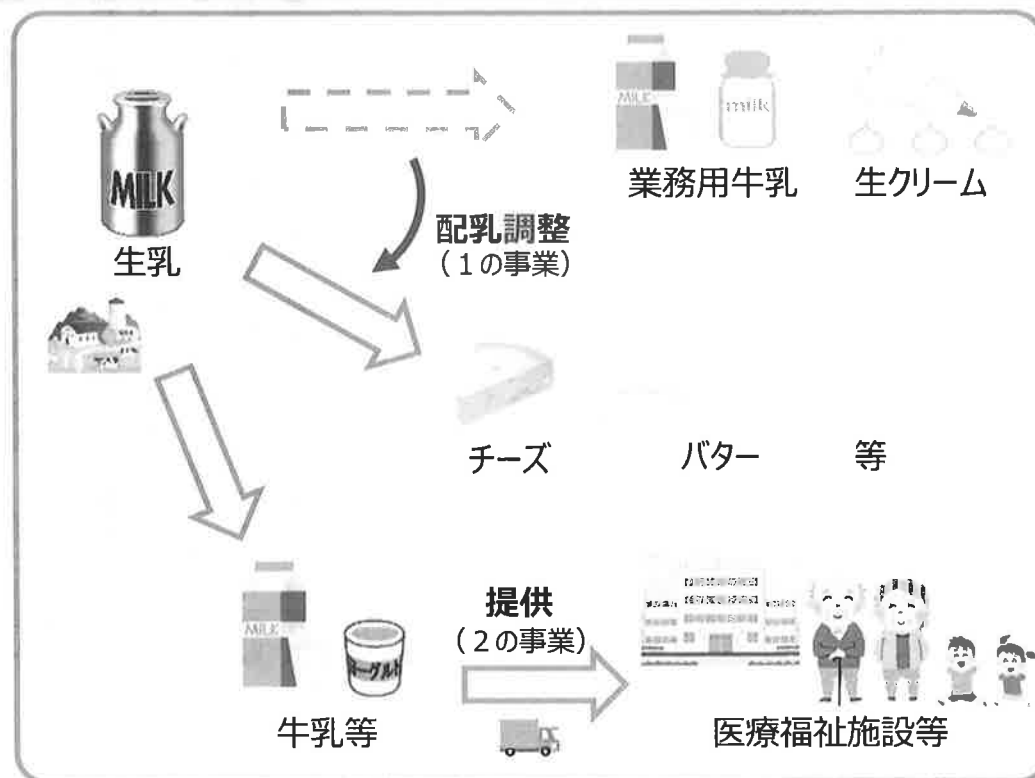 MILK
生乳
MILK
milk
業務用牛乳
生クリーム
配乳調整
（１の事業）
チーズ
バター
等
MILK
ヨーグルト
牛乳等
提供
（２の事業）
医療福祉施設等